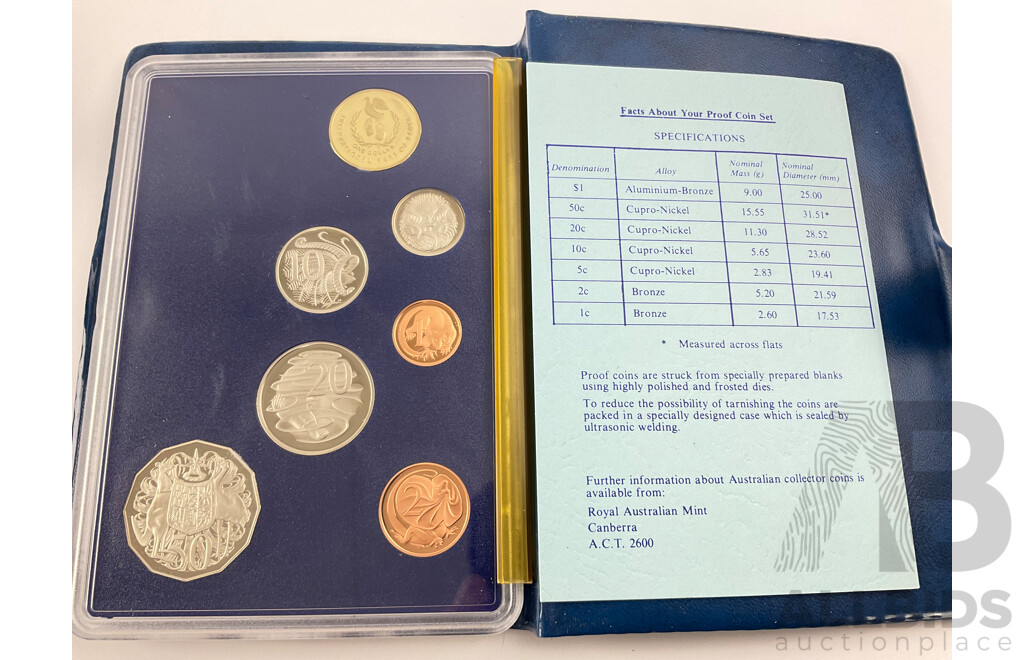 10
20
50
2
Facts About Your Proof Coin Set
SPECIFICATIONS
Denomination Alloy Nominal Mass (g) Nominal Diameter (mm)
$1 Aluminium-Bronze 9.00 25.00
50c Cupro-Nickel 15.55 31.51*
20c Cupro-Nickel 11.30 28.52
10c Cupro-Nickel 5.65 23.60
5c Cupro-Nickel 2.83 19.41
2c Bronze 5.20 21.59
1c Bronze 2.60 17.53
* Measured across flats
Proof coins are struck from specially prepared blanks
using highly polished and frosted dies.
To reduce the possibility of tarnishing the coins are
packed in a specially designed case which is sealed by
ultrasonic welding.
Further information about Australian collector coins is
available from:
Royal Australian Mint
Canberra
A.C.T. 2600
AB
ALLBIDS
auctionplace